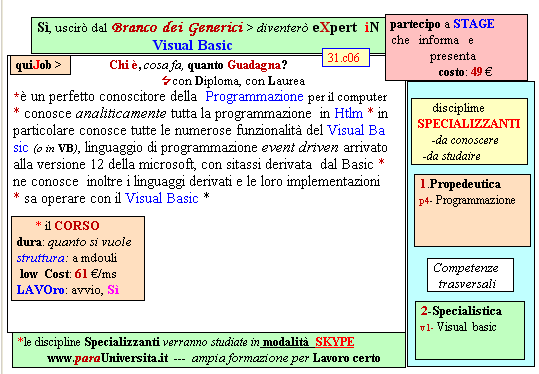 Sì, uscirò dal Branco dei Generici > diventerò eXpert iN
Visual Basic
partecipo a STAGE
che informa e
presenta
costo: 49 €
quiJob >
Chi è, cosa fa, quanto Guadagna?
31.c06
con Diploma, con Laurea
*è un perfetto conoscitore della Programmazione per il computer
* conosce analiticamente tutta la programmazione in Htlm * in
particolare conosce tutte le numerose funzionalità del Visual Ba
sic (o in VB), linguaggio di programmazione event driven arrivato
alla versione 12 della microsoft, con sitassi derivata dal Basic *
ne conosce inoltre i linguaggi derivati e le loro implementazioni
* sa operare con il Visual Basic *
* il CORSO
dura: quanto si vuole
struttura: a mdouli
low Cost: 61 €/ms
LAVOro: avvio, Sì
discipline
SPECIALIZZANTI
-da conoscere
-da studaire
1.Propedeutica
p4- Programmazione
Competenze
trasversali
2-Specialistica
v1- Visual basic
*le discipline Specializzanti verranno studiate in modalità SKYPE
www.paraUniversita.it --- ampia formazione per Lavoro certo